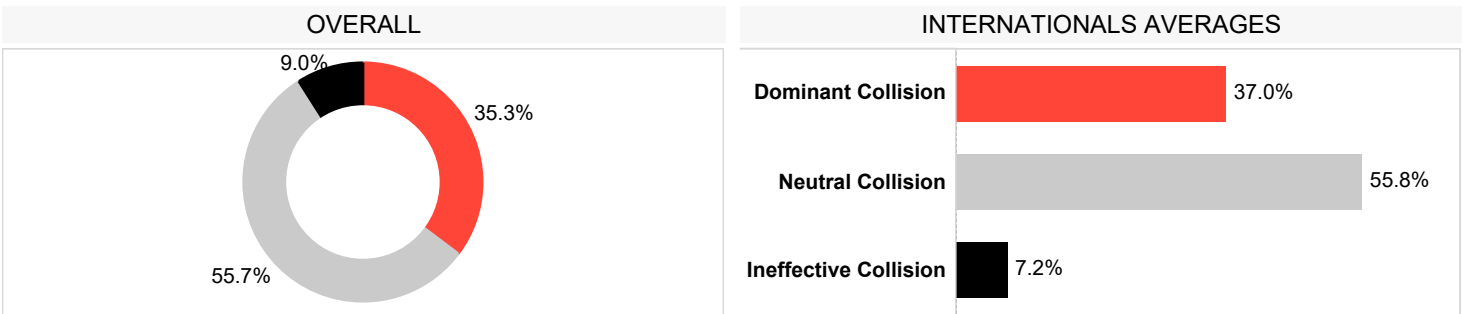 OVERALL
9.0%
35.3%
55.7%
INTERNATIONALS AVERAGES
Dominant Collision 37.0%
Neutral Collision 55.8%
Ineffective Collision 7.2%